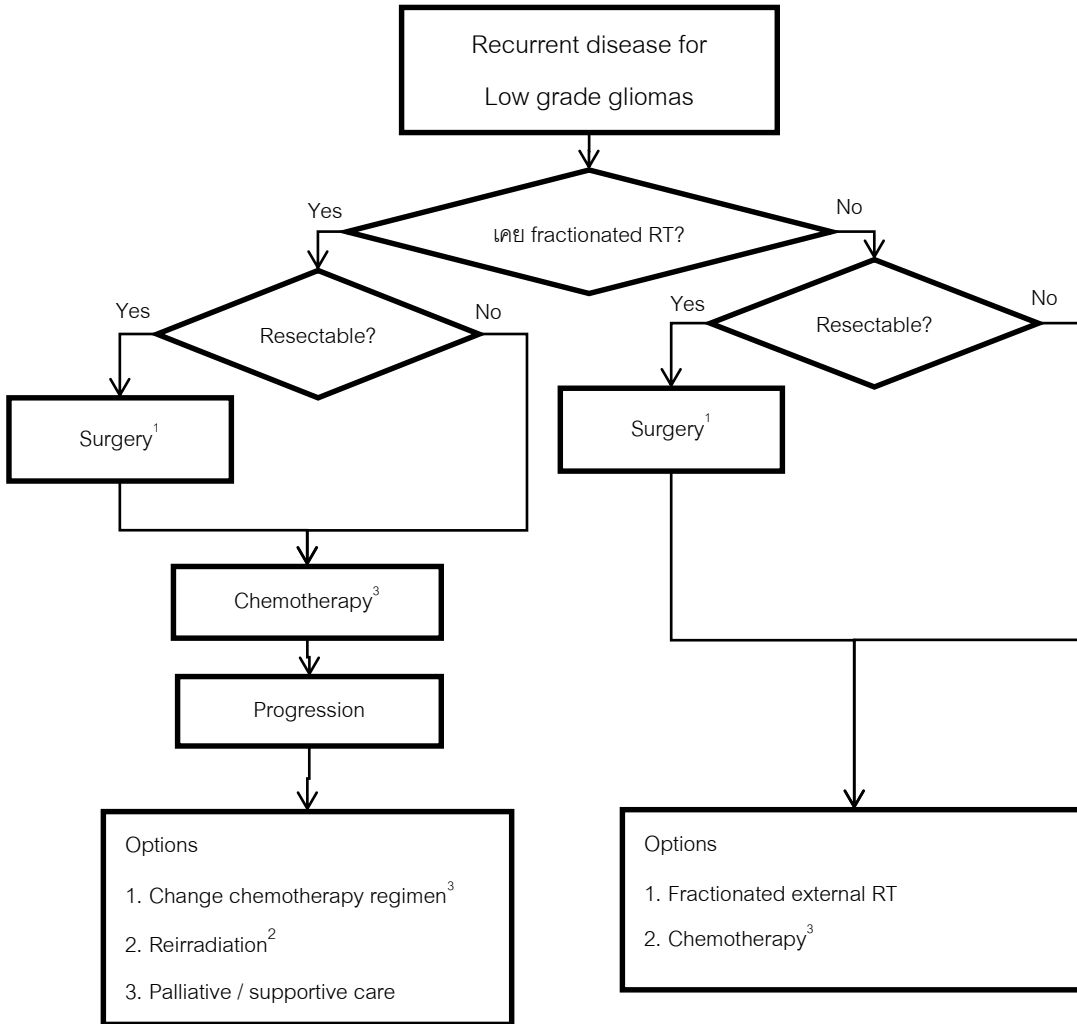 Recurrent disease for
Low grade gliomas
Yes
No
เคย fractionated RT?
Yes
Resectable?
No
Yes
Resectable?
No
Surgery¹
Surgery¹
Chemotherapy³
Progression
Options
1. Change chemotherapy regimen³
2. Reirradiation²
3. Palliative / supportive care
Options
1. Fractionated external RT
2. Chemotherapy³